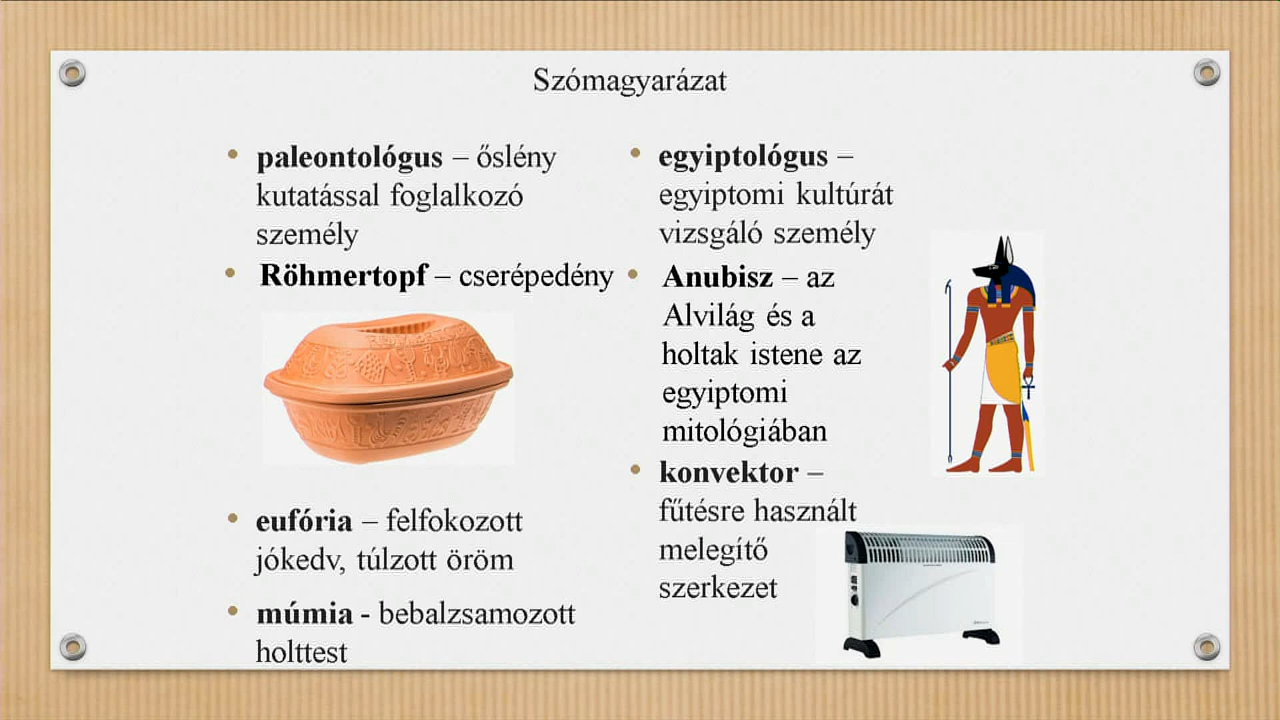 Szómagyarázat
• paleontológus – őslény
kutatással foglalkozó
személy
• Röhmertopf – cserépedény
• eufória – felfokozott
jókedv, túlzott öröm
• múmia - bebalzsamozott
holttest
• egyiptológus –
egyiptomi kultúrát
vizsgáló személy
• Anubisz – az
Alvilág és a
holtak istene az
egyiptomi
mitológiában
• konvektor –
fűtésre használt
melegítő
szerkezet